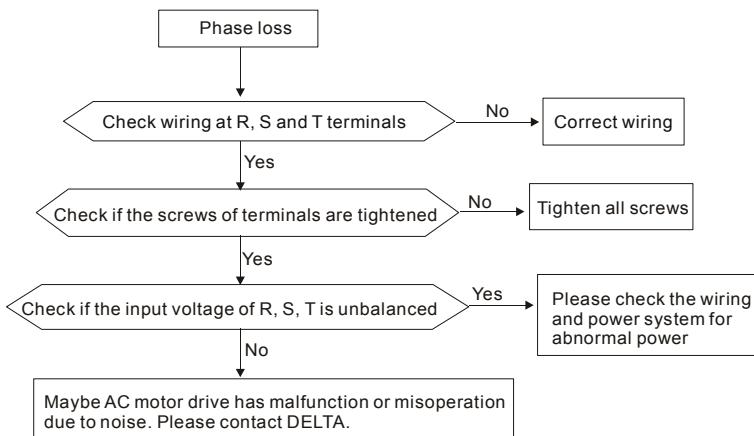 Phase loss
Check wiring at R, S and T terminals
No
Correct wiring
Yes
Check if the screws of terminals are tightened
No
Tighten all screws
Yes
Check if the input voltage of R, S, T is unbalanced
Yes
Please check the wiring
and power system for
abnormal power
No
Maybe AC motor drive has malfunction or misoperation
due to noise. Please contact DELTA.